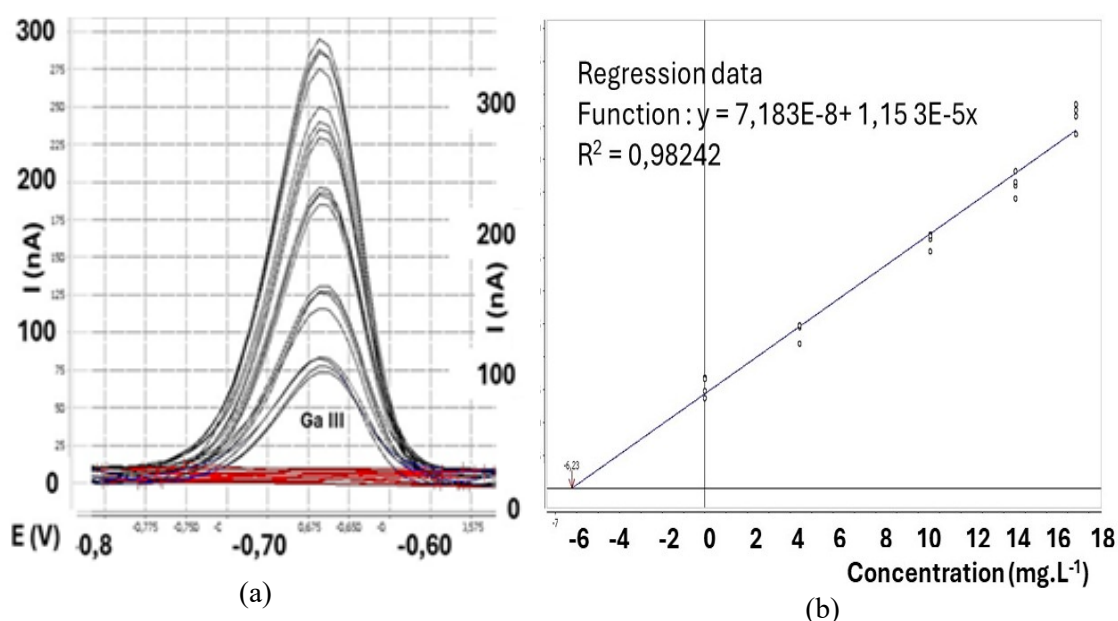 300
275
250
225
200
175
150
125
100
75
50
25
0
I (nA)
Ga III
E (V)
-0,8
-0,70
-0,60
(a)
300
200
100
0
I (nA)
Regression data
Function : y = 7,183E-8+ 1,15 3E-5x
R² = 0,98242
-6,23
-7
-6 -4 -2 0 2 4 6 8 10 12 14 16 18
Concentration (mg.L⁻¹)
(b)